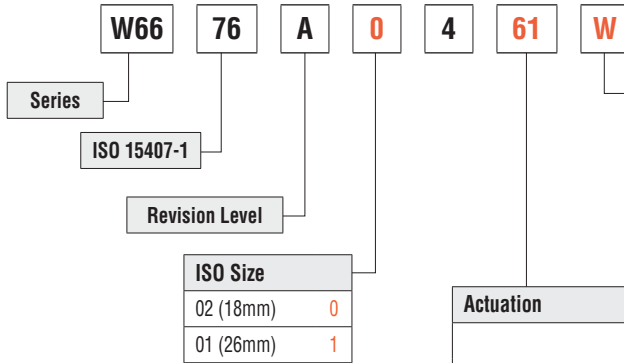 W66 76 A 0 4 61 W
Series
ISO 15407-1
Revision Level
ISO Size
02 (18mm) 0
01 (26mm) 1
Actuation